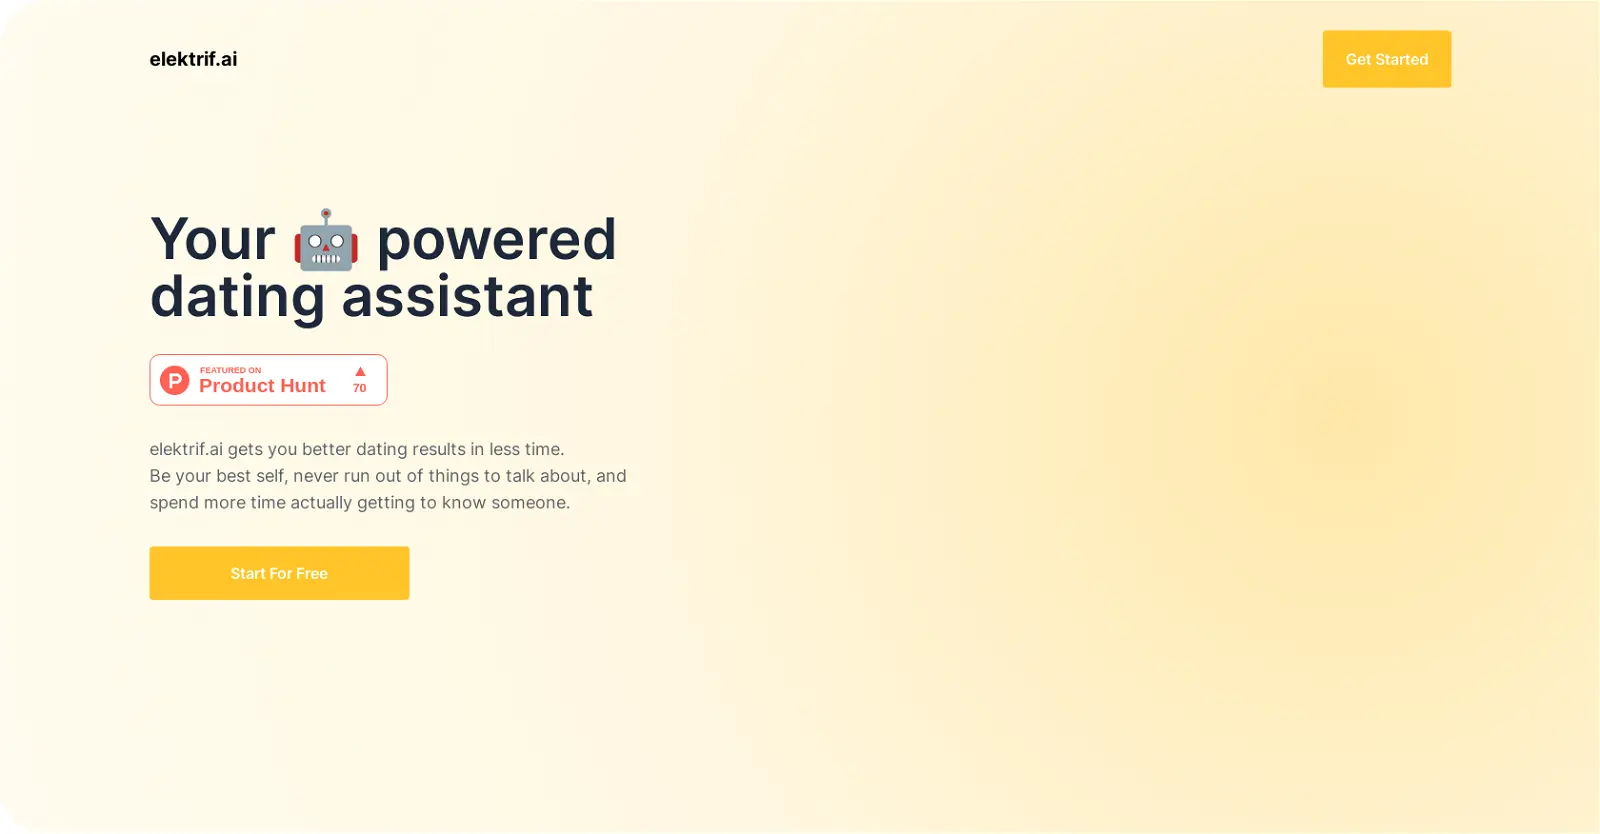 elektrif.ai
Get Started
Your 🤖 powered
dating assistant
FEATURED ON
Product Hunt
70
elektrif.ai gets you better dating results in less time.
Be your best self, never run out of things to talk about, and
spend more time actually getting to know someone.
Start For Free